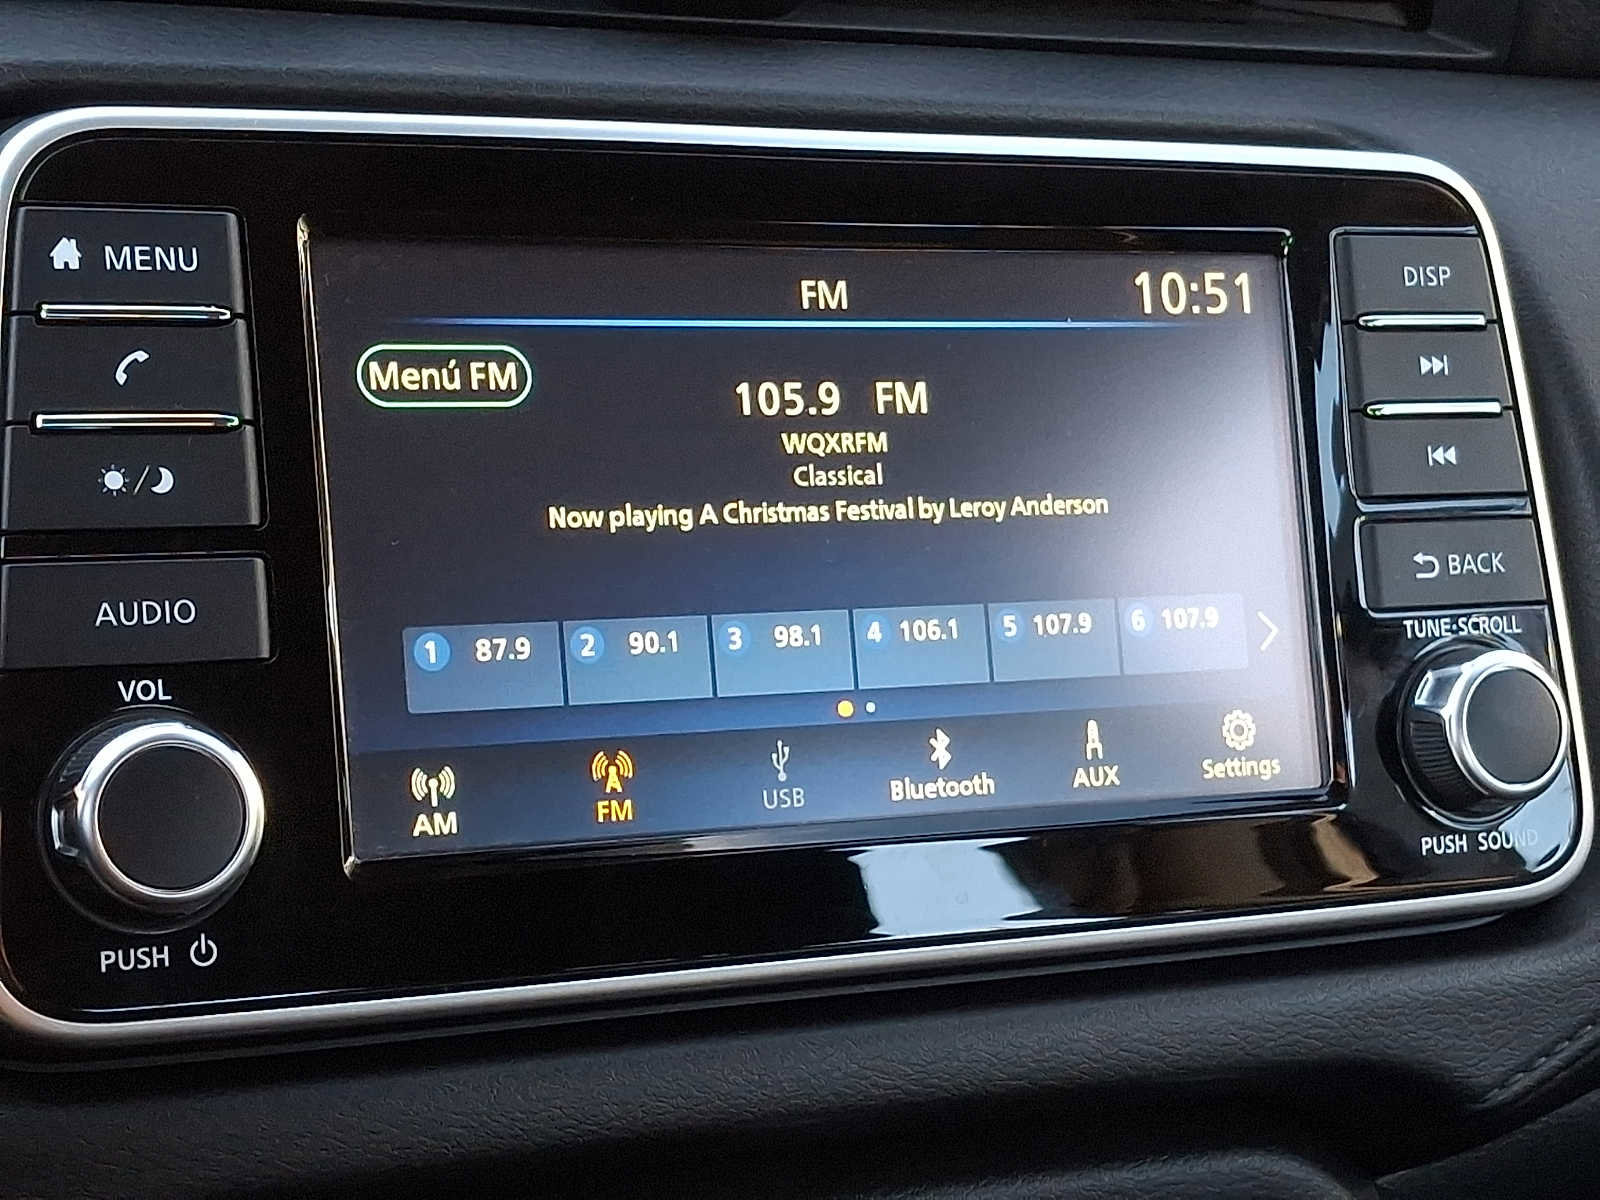 MENU
AUDIO
VOL
PUSH
FM
10:51
Menú FM
105.9 FM
WQXRFM
Classical
Now playing A Christmas Festival by Leroy Anderson
1 87.9
2 90.1
3 98.1
4 106.1
5 107.9
6 107.9
AM
FM
USB
Bluetooth
AUX
Settings
DISP
BACK
TUNE·SCROLL
PUSH SOUND